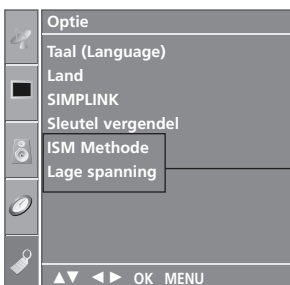 Optie
Taal (Language)
Land
SIMPLINK
Sleutel vergendel
ISM Methode
Lage spanning
▲▼ ◄► OK MENU